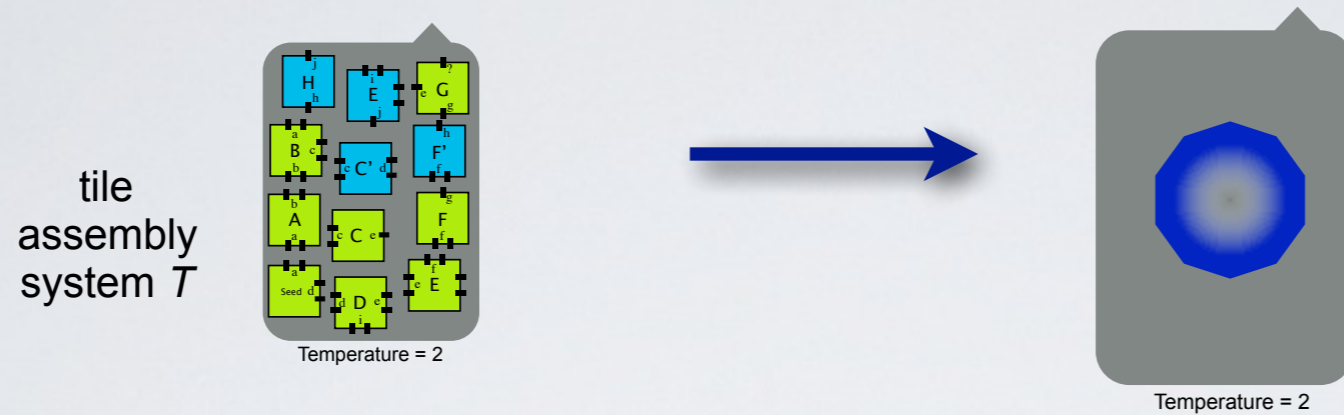 tile
assembly
system T
j
H
h
i
E
j
?
e G
g
a
B c
b
c C' d
h
F'
f
b
A
a
c C e
g
F
f
a
Seed d
d D e
i
f
e E
Temperature = 2
Temperature = 2